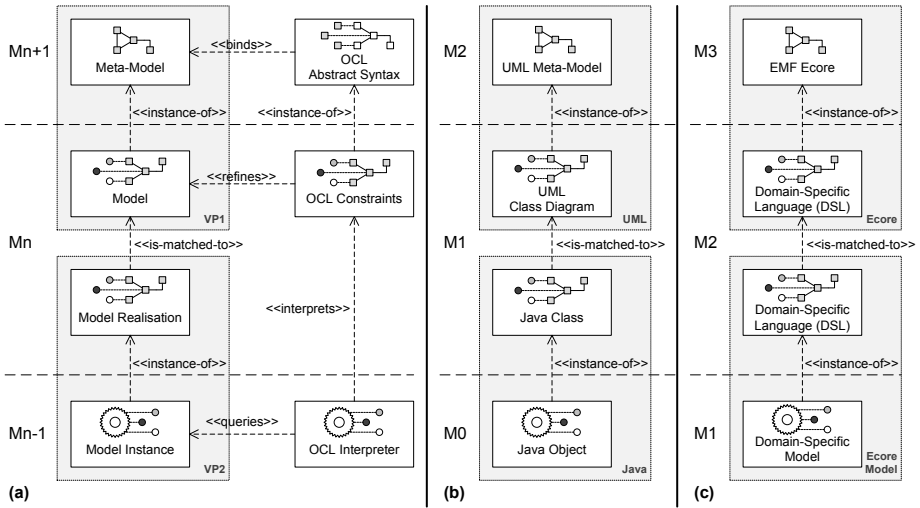 Mn+1
Meta-Model
<<binds>>
OCL
Abstract Syntax
<<instance-of>>
<<instance-of>>
Mn
Model
VP1
<<refines>>
OCL Constraints
<<is-matched-to>>
Model Realisation
<<interprets>>
<<instance-of>>
Mn-1
Model Instance
VP2
<<queries>>
OCL Interpreter
(a)
M2
UML Meta-Model
<<instance-of>>
M1
UML
Class Diagram
UML
<<is-matched-to>>
Java Class
<<instance-of>>
M0
Java Object
Java
(b)
M3
EMF Ecore
<<instance-of>>
M2
Domain-Specific
Language (DSL)
Ecore
<<is-matched-to>>
Domain-Specific
Language (DSL)
<<instance-of>>
M1
Domain-Specific
Model
Ecore
Model
(c)